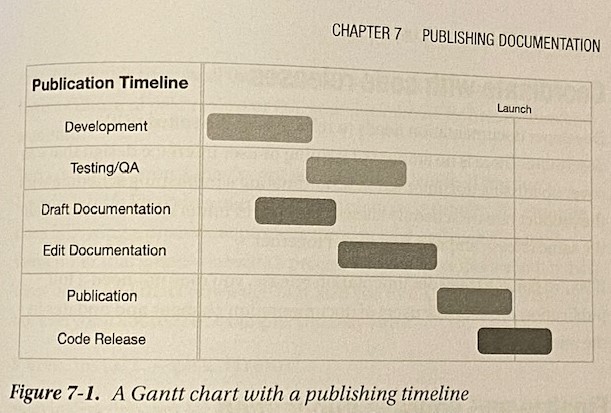 CHAPTER 7 PUBLISHING DOCUMENTATION
Publication Timeline
Launch
Development
Testing/QA
Draft Documentation
Edit Documentation
Publication
Code Release
Figure 7-1. A Gantt chart with a publishing timeline